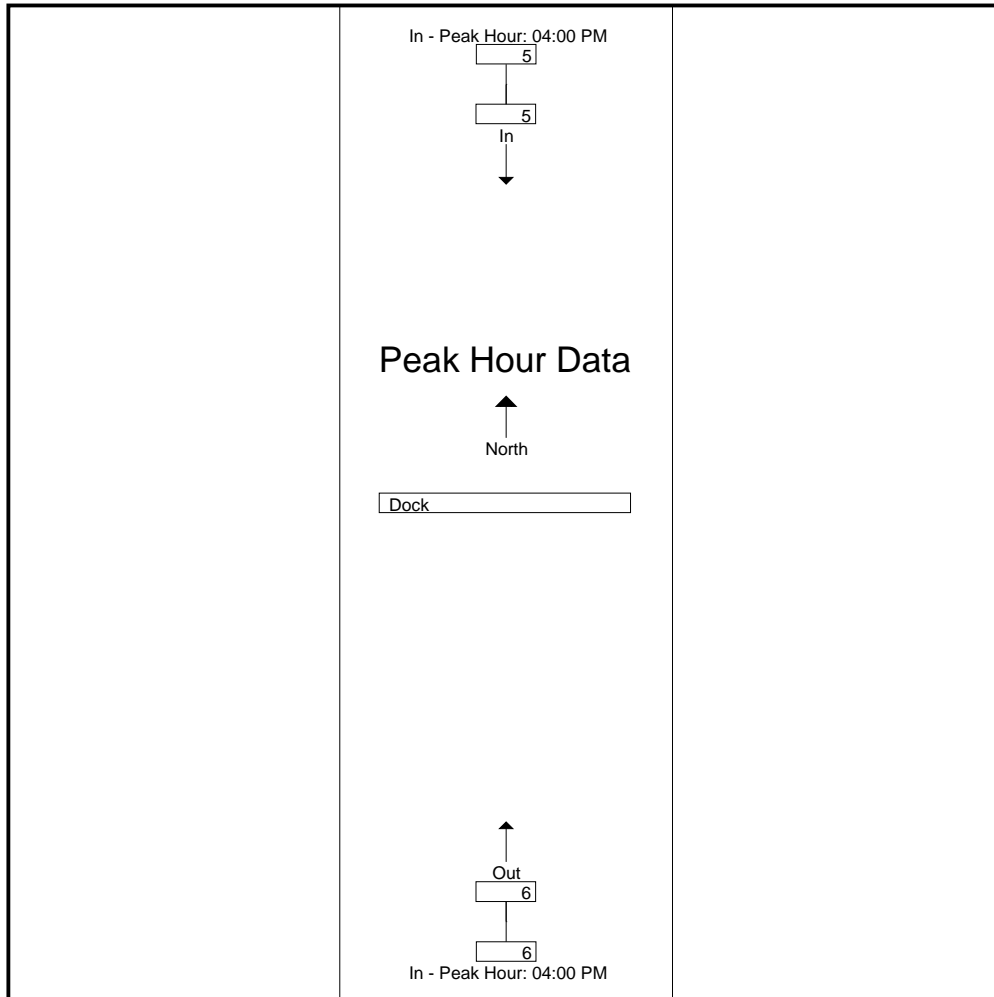 In - Peak Hour: 04:00 PM
5
5
In
Peak Hour Data
North
Dock
Out
6
6
In - Peak Hour: 04:00 PM